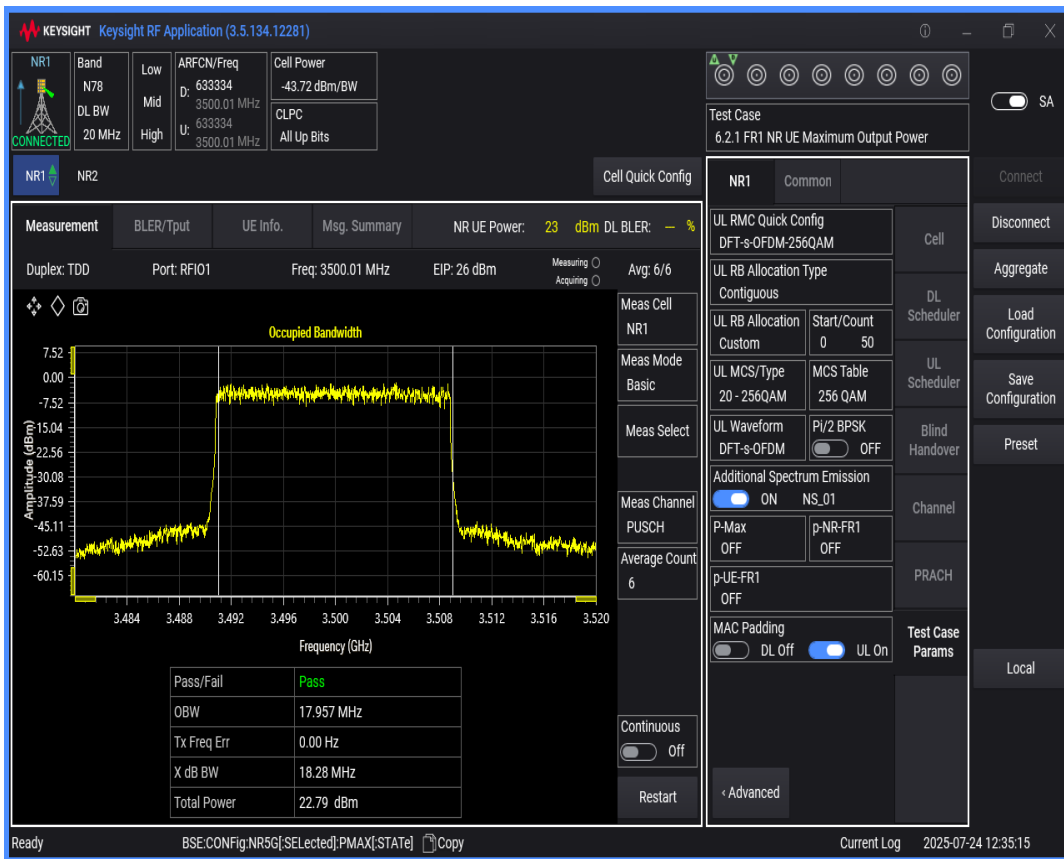 KEYSIGHT Keysight RF Application (3.5.134.12281)
NR1
CONNECTED
Band
N78
DL BW
20 MHz
Low
Mid
High
ARFCN/Freq
D: 633334
3500.01 MHz
U: 633334
3500.01 MHz
Cell Power
-43.72 dBm/BW
CLPC
All Up Bits
Test Case
6.2.1 FR1 NR UE Maximum Output Power
SA
NR1 NR2
Cell Quick Config
Measurement BLER/Tput UE Info. Msg. Summary NR UE Power: 23 dBm DL BLER: — %
Duplex: TDD Port: RFIO1 Freq: 3500.01 MHz EIP: 26 dBm Measuring Acquiring Avg: 6/6
Occupied Bandwidth
Amplitude (dBm)
7.52
0.00
-7.52
-15.04
-22.56
-30.08
-37.59
-45.11
-52.63
-60.15
3.484 3.488 3.492 3.496 3.500 3.504 3.508 3.512 3.516 3.520
Frequency (GHz)
Pass/Fail Pass
OBW 17.957 MHz
Tx Freq Err 0.00 Hz
X dB BW 18.28 MHz
Total Power 22.79 dBm
Meas Cell
NR1
Meas Mode
Basic
Meas Select
Meas Channel
PUSCH
Average Count
6
Continuous
Off
Restart
NR1 Common
UL RMC Quick Config
DFT-s-OFDM-256QAM
UL RB Allocation Type
Contiguous
UL RB Allocation
Custom
Start/Count
0 50
UL MCS/Type
20 - 256QAM
MCS Table
256 QAM
UL Waveform
DFT-s-OFDM
Pi/2 BPSK
OFF
Additional Spectrum Emission
ON NS_01
P-Max
OFF
p-NR-FR1
OFF
p-UE-FR1
OFF
MAC Padding
DL Off UL On
‹ Advanced
Cell
DL
Scheduler
UL
Scheduler
Blind
Handover
Channel
PRACH
Test Case
Params
Connect
Disconnect
Aggregate
Load
Configuration
Save
Configuration
Preset
Local
Ready BSE:CONFig:NR5G[:SELected]:PMAX[:STATe] Copy Current Log 2025-07-24 12:35:15